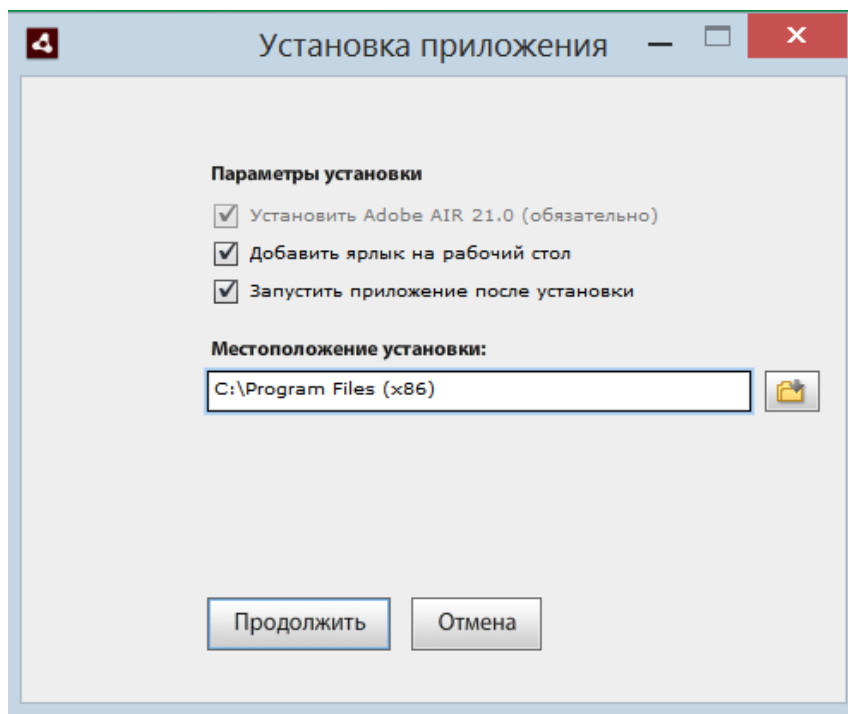 Установка приложения
Параметры установки
Установить Adobe AIR 21.0 (обязательно)
Добавить ярлык на рабочий стол
Запустить приложение после установки
Местоположение установки:
C:\Program Files (x86)
Продолжить
Отмена